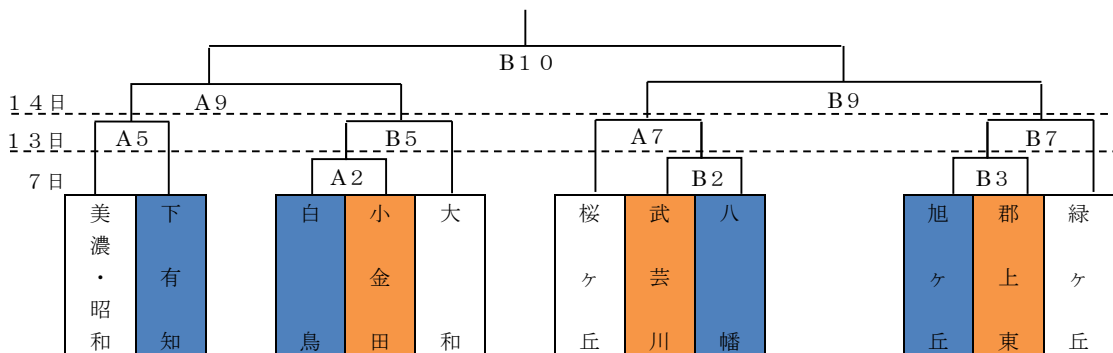 B10
14日
A9
B9
13日
A5
B5
A7
B7
7日
A2
B2
B3
美濃・昭和
下有知
白鳥
小金田
大和
桜ヶ丘
武芸川
八幡
旭ヶ丘
郡上東
緑ヶ丘